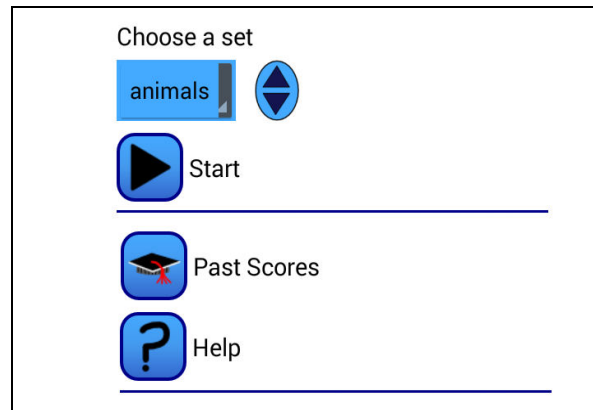 Choose a set
animals
Start
Past Scores
? Help